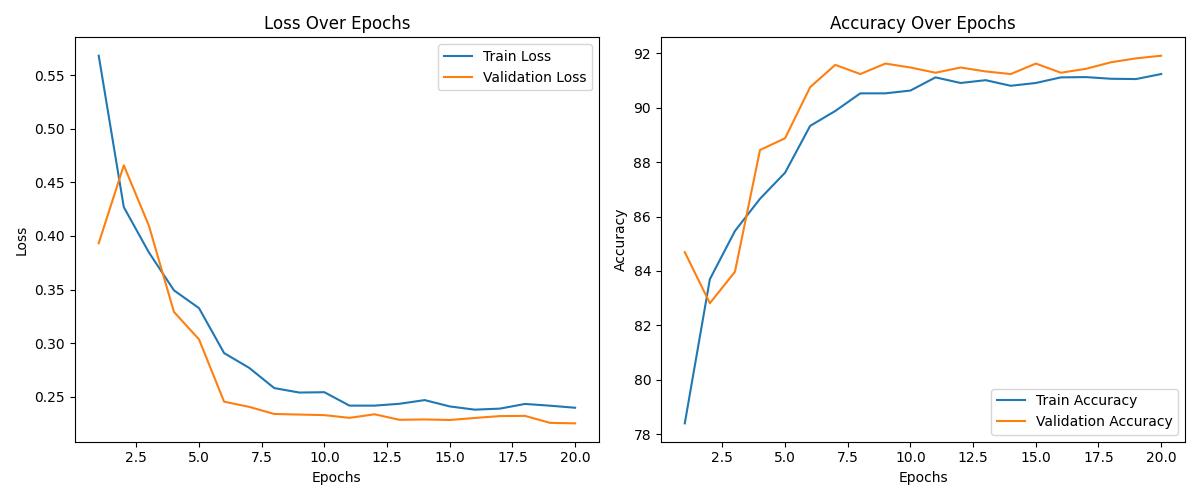 Loss Over Epochs
Train Loss
Validation Loss
Loss
0.55
0.50
0.45
0.40
0.35
0.30
0.25
2.5 5.0 7.5 10.0 12.5 15.0 17.5 20.0
Epochs
Accuracy Over Epochs
Accuracy
92
90
88
86
84
82
80
78
Train Accuracy
Validation Accuracy
2.5 5.0 7.5 10.0 12.5 15.0 17.5 20.0
Epochs